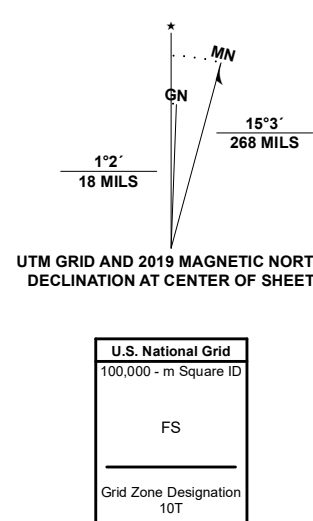 ★
MN
GN
15°3´
268 MILS
1°2´
18 MILS
UTM GRID AND 2019 MAGNETIC NORT
DECLINATION AT CENTER OF SHEET
U.S. National Grid
100,000 - m Square ID
FS
Grid Zone Designation
10T